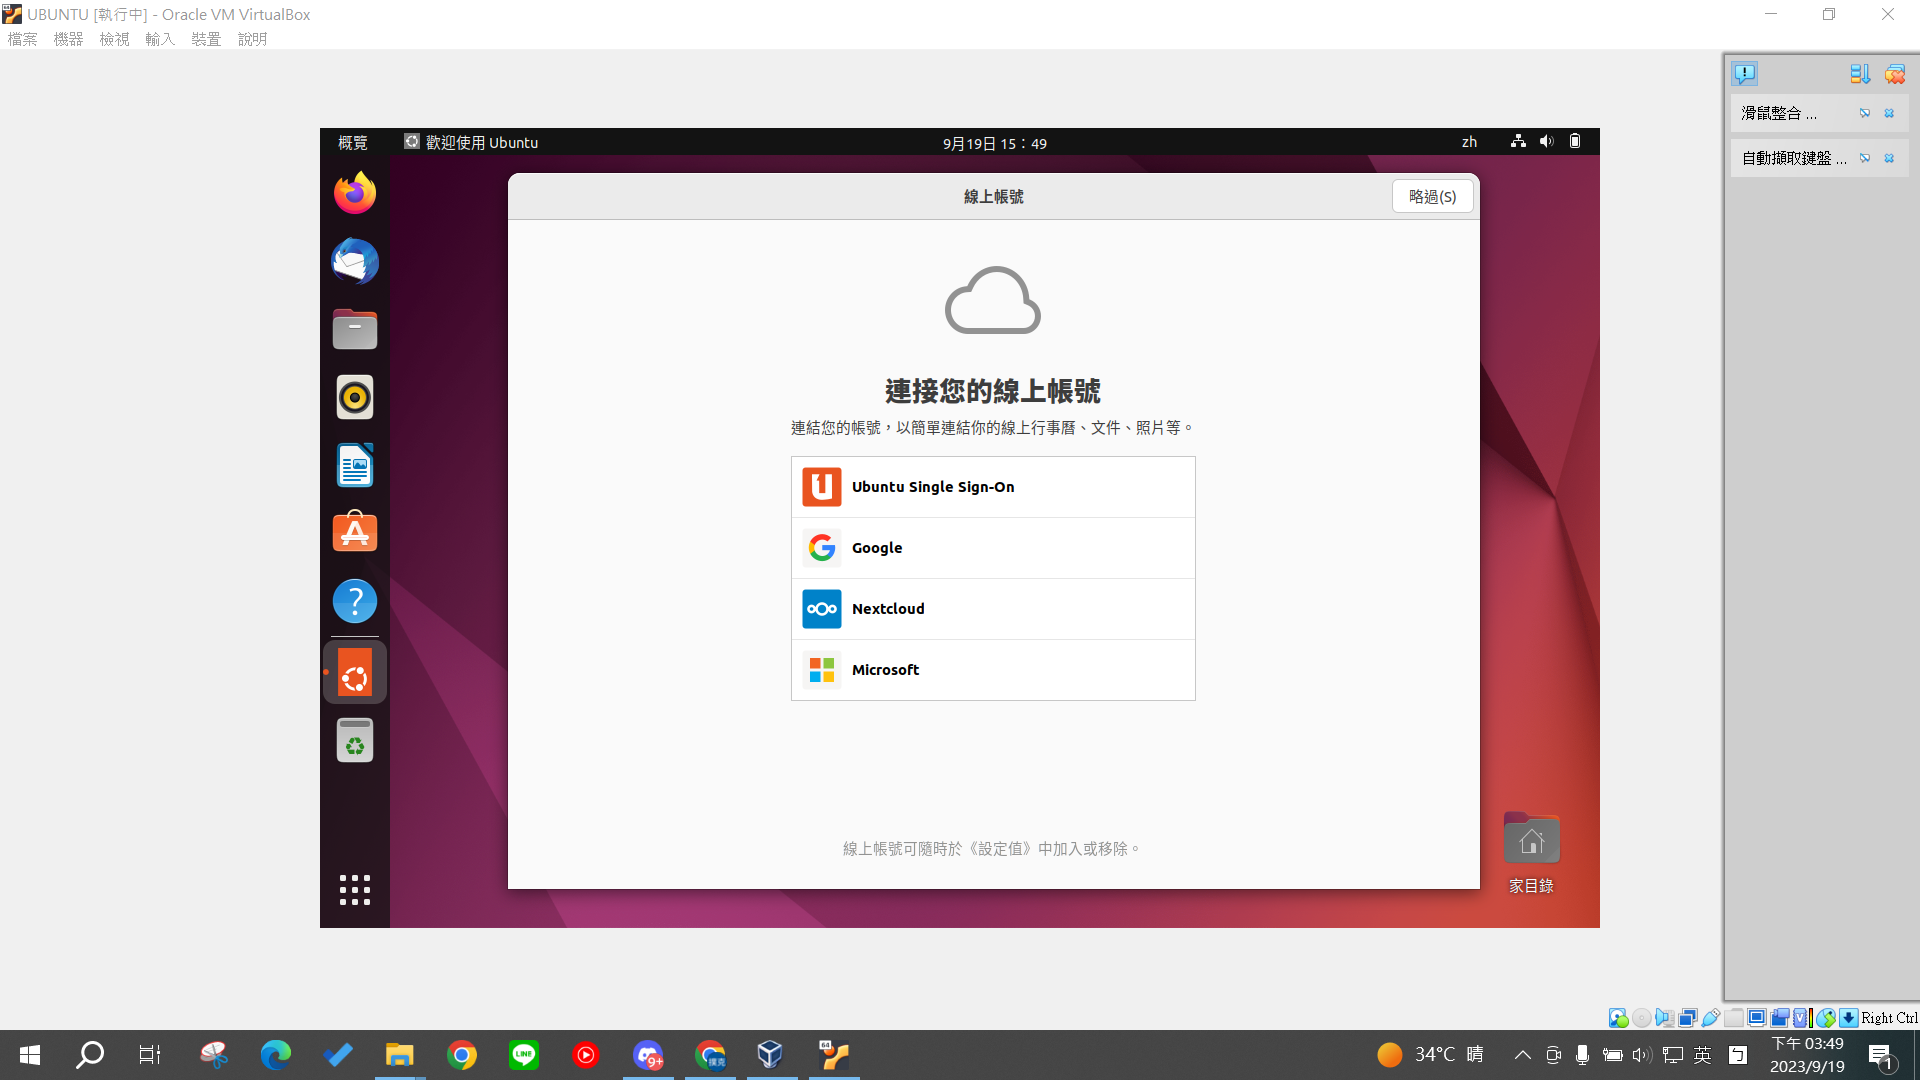 UBUNTU [執行中] - Oracle VM VirtualBox
檔案 機器 檢視 輸入 裝置 說明
滑鼠整合 ...
自動擷取鍵盤 ...
概覽 歡迎使用 Ubuntu 9月19日 15：49 zh
線上帳號 略過(S)
連接您的線上帳號
連結您的帳號，以簡單連結你的線上行事曆、文件、照片等。
Ubuntu Single Sign-On
Google
Nextcloud
Microsoft
線上帳號可隨時於《設定值》中加入或移除。
家目錄
Right Ctrl
LINE
9+
撲克
64
34°C 晴
英
下午 03:49
2023/9/19
1